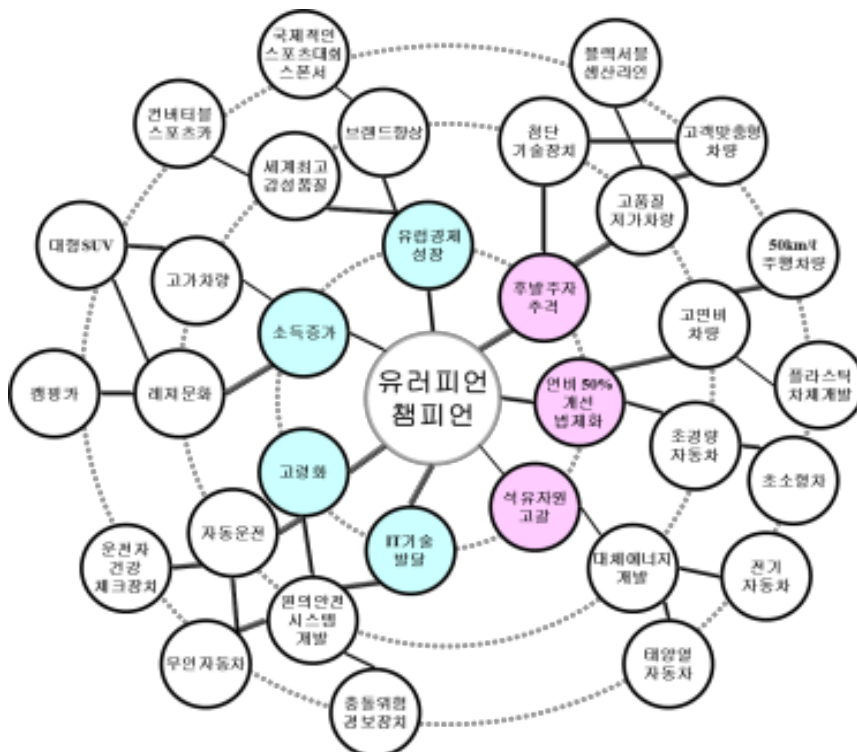 국제적인
스포츠대회
스폰서
플렉서블
생산라인
컨버터블
스포츠카
브랜드향상
첨단
기술장치
고객맞춤형
차량
세계최고
감성품질
고품질
저가차량
대형SUV
고가차량
유럽경제
성장
후발주자
추격
50km/ℓ
주행차량
소득증가
고연비
차량
캠핑카
레져문화
유러피언
챔피언
연비 50%
개선
법제화
플라스틱
차체개발
초경량
자동차
초소형차
고령화
석유자원
고갈
자동운전
IT기술
발달
운전자
건강
체크장치
대체에너지
개발
전기
자동차
시스템
개발
무인자동차
태양열
자동차
충돌위험
경보장치